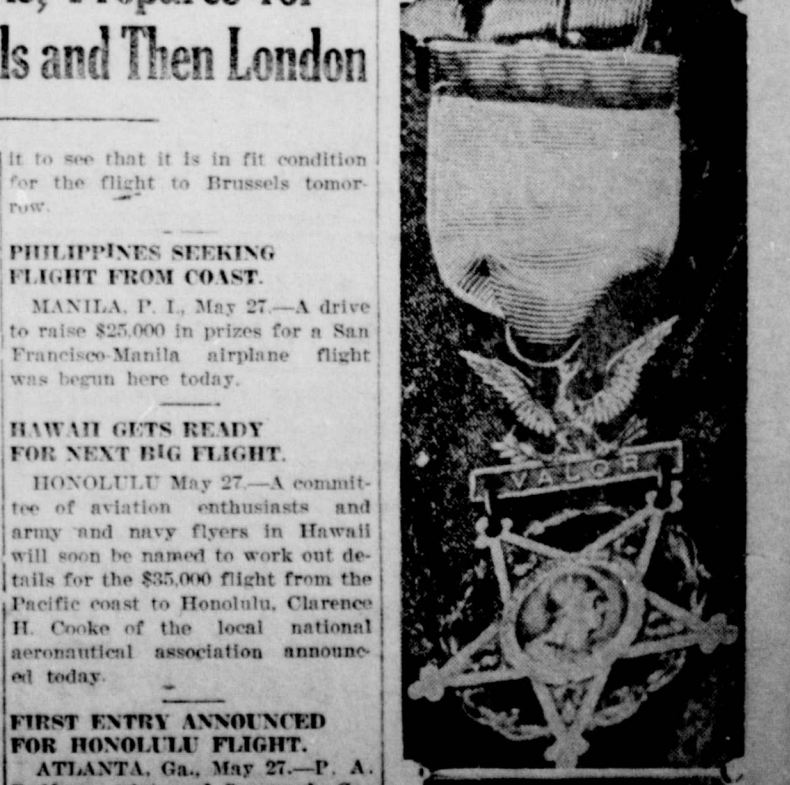 ls and Then London
it to see that it is in fit condition
for the flight to Brussels tomor-
row.
PHILIPPINES SEEKING
FLIGHT FROM COAST.
MANILA, P. I., May 27.—A drive
to raise $25,000 in prizes for a San
Francisco-Manila airplane flight
was begun here today.
HAWAII GETS READY
FOR NEXT BIG FLIGHT.
HONOLULU May 27.—A commit-
tee of aviation enthusiasts and
army and navy flyers in Hawaii
will soon be named to work out de-
tails for the $35,000 flight from the
Pacific coast to Honolulu, Clarence
H. Cooke of the local national
aeronautical association announc-
ed today.
FIRST ENTRY ANNOUNCED
FOR HONOLULU FLIGHT.
ATLANTA, Ga., May 27.—P. A.
VALOR